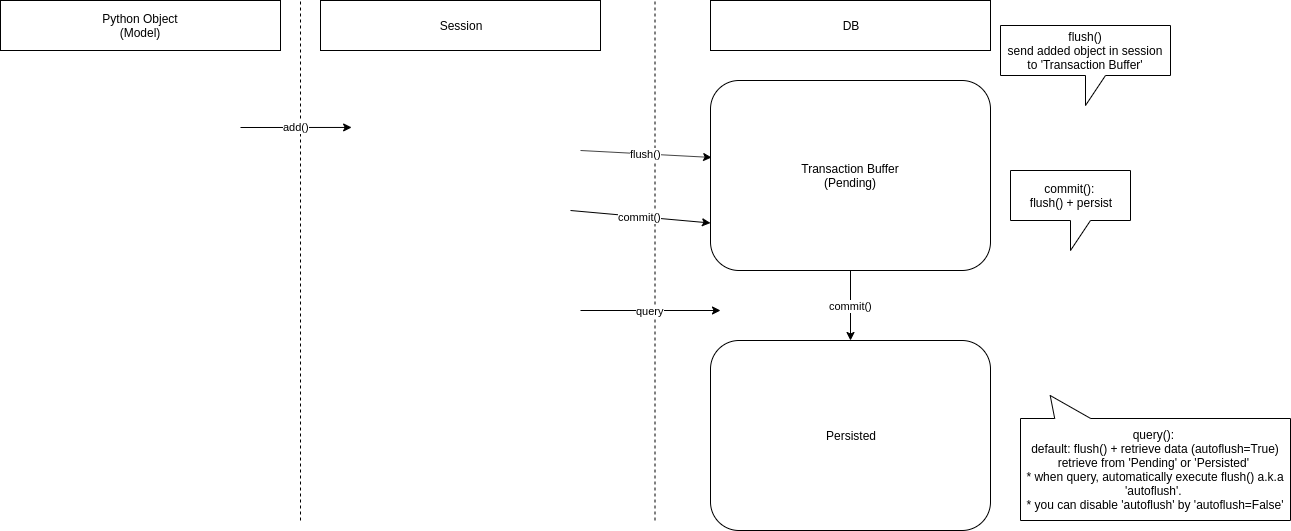 Python Object
(Model)
Session
DB
flush()
send added object in session
to 'Transaction Buffer'
add()
flush()
Transaction Buffer
(Pending)
commit()
commit():
flush() + persist
query
commit()
Persisted
query():
default: flush() + retrieve data (autoflush=True)
retrieve from 'Pending' or 'Persisted'
* when query, automatically execute flush() a.k.a
'autoflush'.
* you can disable 'autoflush' by 'autoflush=False'